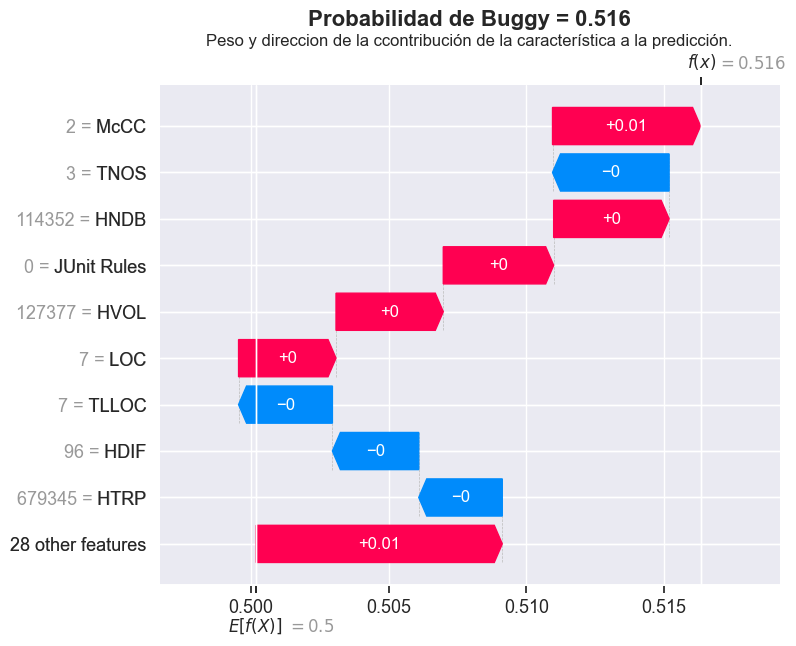 Probabilidad de Buggy = 0.516
Peso y direccion de la ccontribución de la característica a la predicción.
f(x) = 0.516
2 = McCC
+0.01
3 = TNOS
−0
114352 = HNDB
+0
0 = JUnit Rules
+0
127377 = HVOL
+0
7 = LOC
+0
7 = TLLOC
−0
96 = HDIF
−0
679345 = HTRP
−0
28 other features
+0.01
0.500 0.505 0.510 0.515
E[f(X)] = 0.5